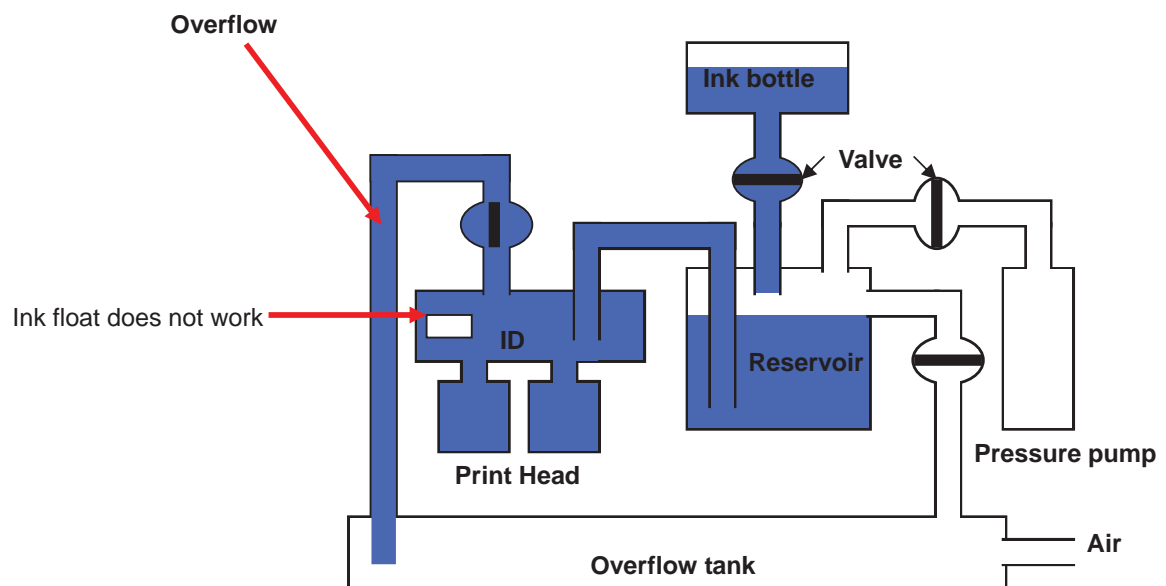 Overflow
Ink bottle
Valve
Ink float does not work
ID
Reservoir
Print Head
Pressure pump
Air
Overflow tank